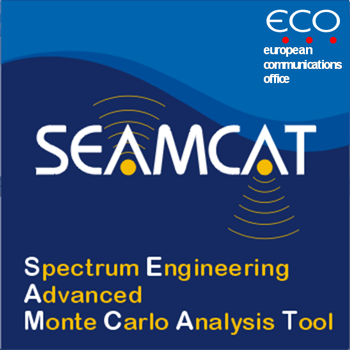 ECO
european
communications
office
SEAMCAT
Spectrum Engineering
Advanced
Monte Carlo Analysis Tool